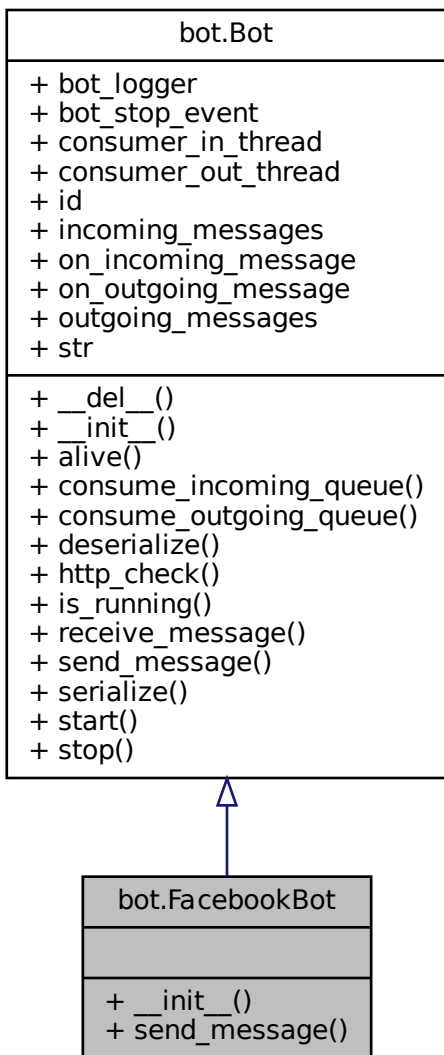 bot.Bot
+ bot_logger
+ bot_stop_event
+ consumer_in_thread
+ consumer_out_thread
+ id
+ incoming_messages
+ on_incoming_message
+ on_outgoing_message
+ outgoing_messages
+ str
+ __del__()
+ __init__()
+ alive()
+ consume_incoming_queue()
+ consume_outgoing_queue()
+ deserialize()
+ http_check()
+ is_running()
+ receive_message()
+ send_message()
+ serialize()
+ start()
+ stop()
bot.FacebookBot
+ __init__()
+ send_message()